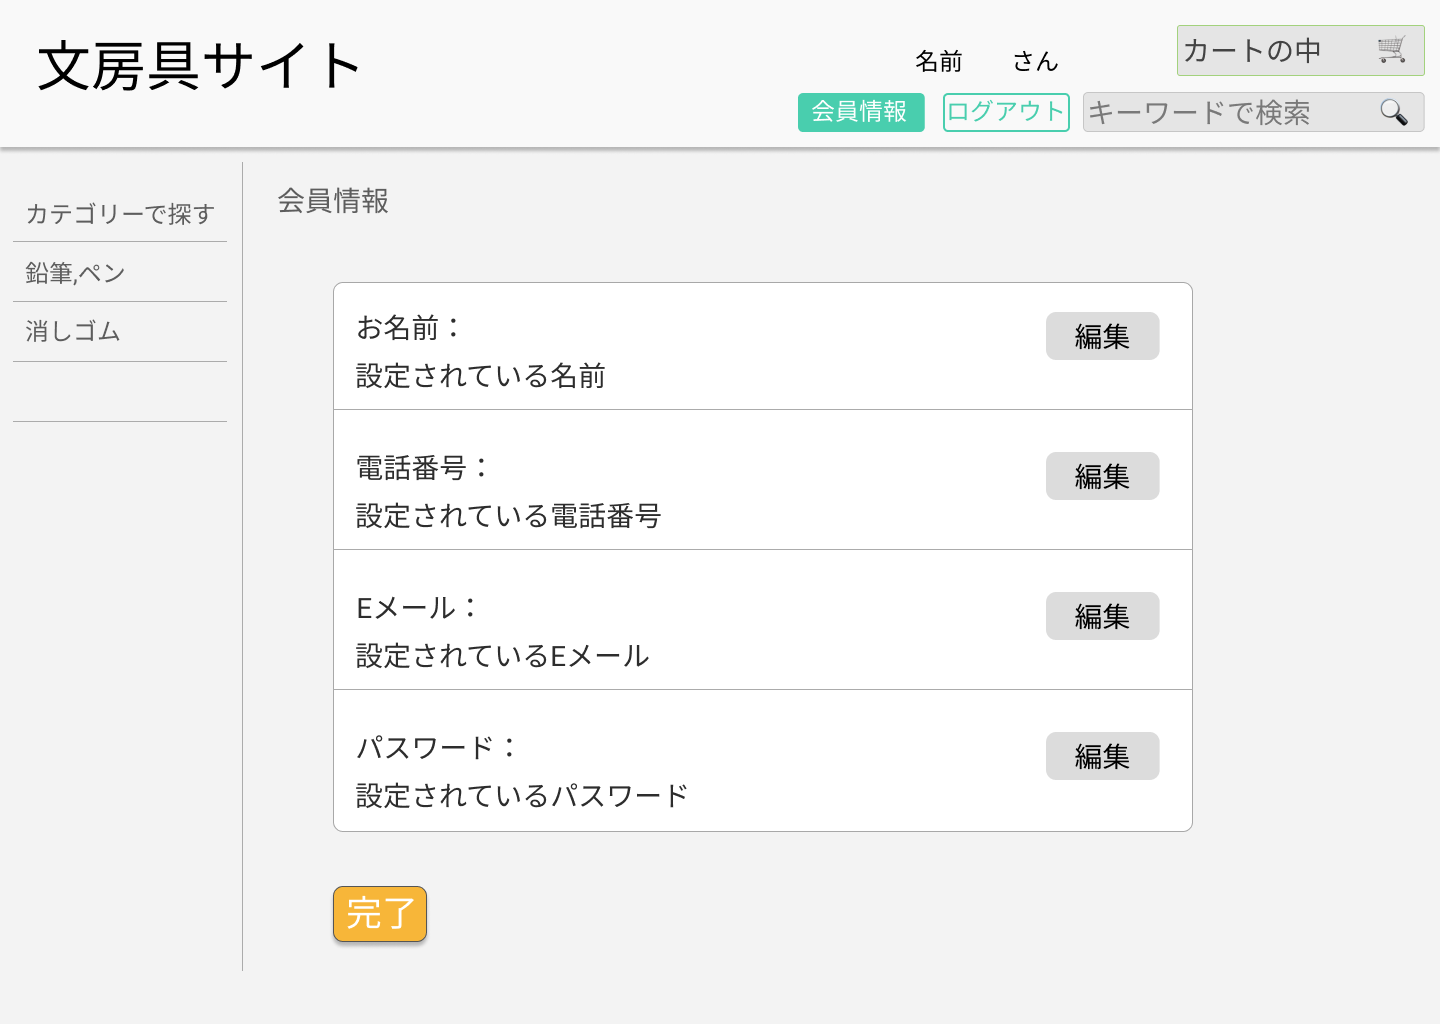 文房具サイト
名前 さん
カートの中
会員情報
ログアウト
キーワードで検索
カテゴリーで探す
鉛筆,ペン
消しゴム
会員情報
お名前：
設定されている名前
編集
電話番号：
設定されている電話番号
編集
Eメール：
設定されているEメール
編集
パスワード：
設定されているパスワード
編集
完了